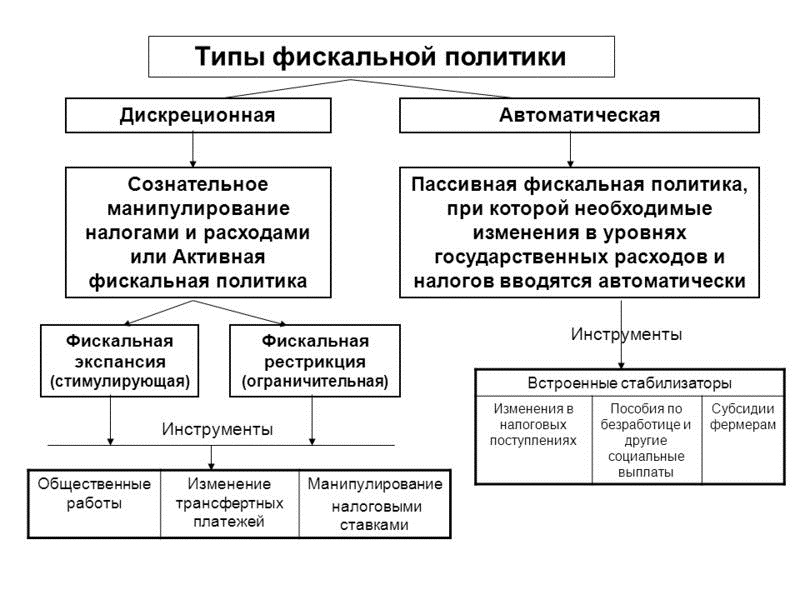 Типы фискальной политики
Дискреционная
Автоматическая
Сознательное
манипулирование
налогами и расходами
или Активная
фискальная политика
Пассивная фискальная политика,
при которой необходимые
изменения в уровнях
государственных расходов и
налогов вводятся автоматически
Фискальная
экспансия
(стимулирующая)
Фискальная
рестрикция
(ограничительная)
Инструменты
Общественные
работы
Изменение
трансфертных
платежей
Манипулирование
налоговыми
ставками
Инструменты
Встроенные стабилизаторы
Изменения в
налоговых
поступлениях
Пособия по
безработице и
другие
социальные
выплаты
Субсидии
фермерам